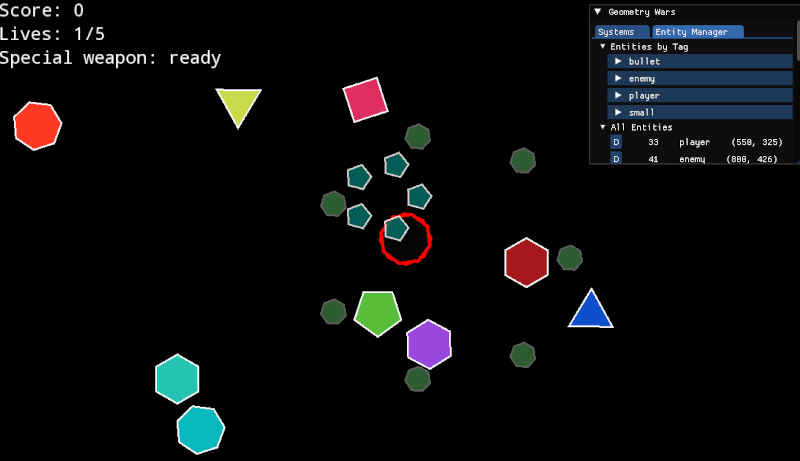 Score: 0
Lives: 1/5
Special weapon: ready
Geometry Wars
Systems Entity Manager
Entities by Tag
bullet
enemy
player
small
All Entities
D 33 player (550, 325)
D 41 enemy (800, 426)